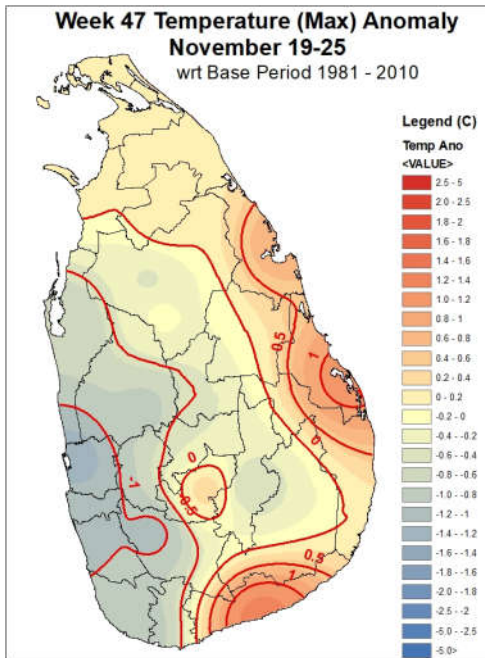 Week 47 Temperature (Max) Anomaly
November 19-25
wrt Base Period 1981 - 2010
Legend (C)
Temp Ano
<VALUE>
2.5 - 5
2.0 - 2.5
1.8 - 2
1.6 - 1.8
1.4 - 1.6
1.2 - 1.4
1.0 - 1.2
0.8 - 1
0.6 - 0.8
0.4 - 0.6
0.2 - 0.4
0 - 0.2
-0.2 - 0
-0.4 - -0.2
-0.6 - -0.4
-0.8 - -0.6
-1.0 - -0.8
-1.2 - -1
-1.4 - -1.2
-1.6 - -1.4
-1.8 - -1.6
-2.0 - -1.8
-2.5 - -2
-5.0 - -2.5
-5.0>
0.5
1
0
0
-1
0.5
0.5
1